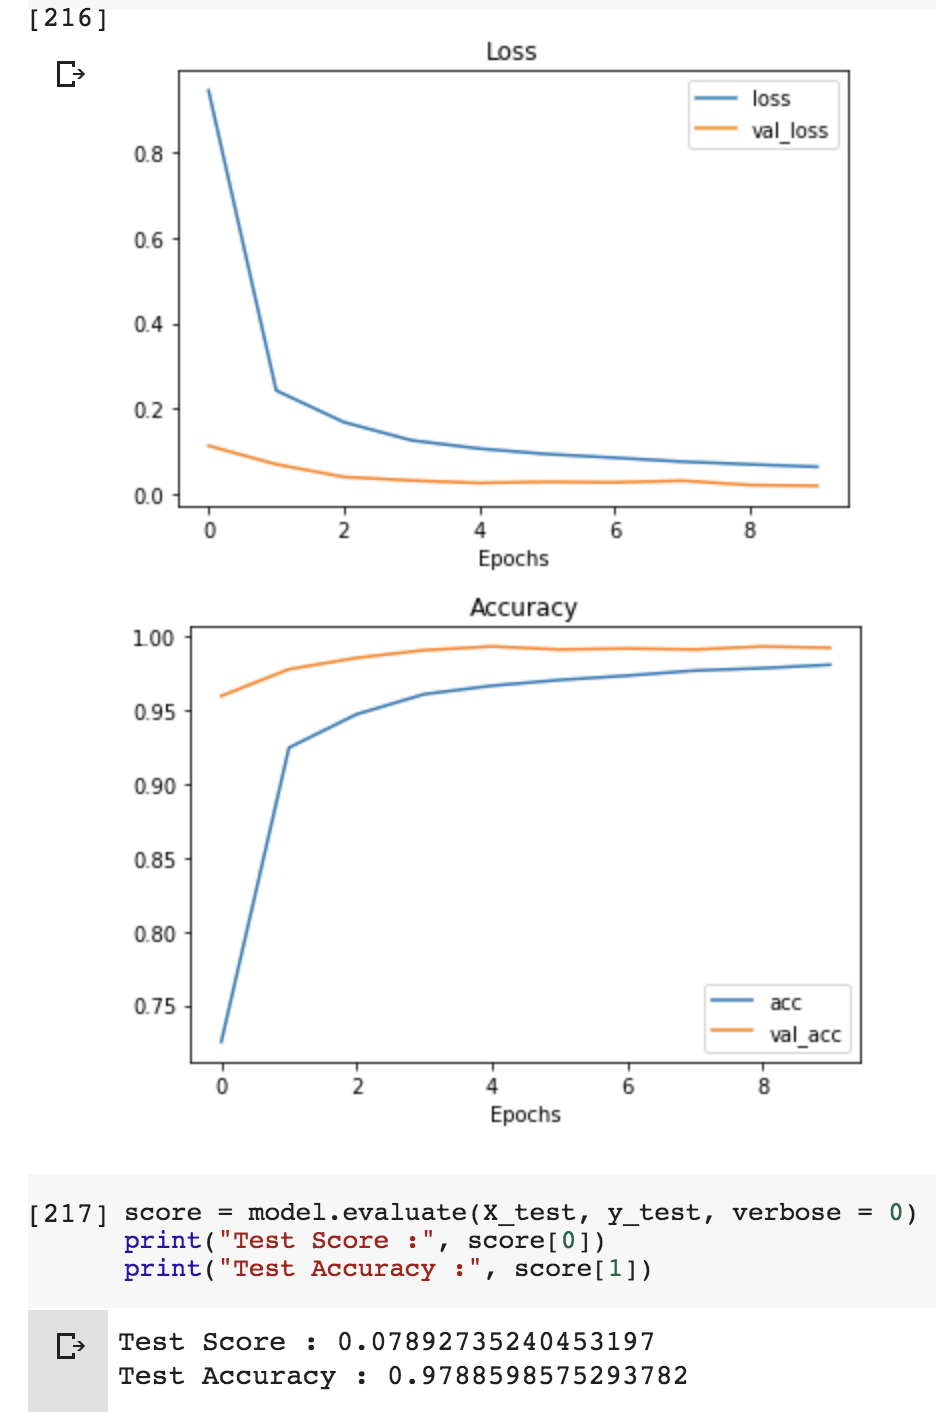 [216]
Loss
loss
val_loss
0.8
0.6
0.4
0.2
0.0
0 2 4 6 8
Epochs
Accuracy
1.00
0.95
0.90
0.85
0.80
0.75
acc
val_acc
0 2 4 6 8
Epochs
[217] score = model.evaluate(X_test, y_test, verbose = 0)
print("Test Score :", score[0])
print("Test Accuracy :", score[1])
Test Score : 0.07892735240453197
Test Accuracy : 0.9788598575293782